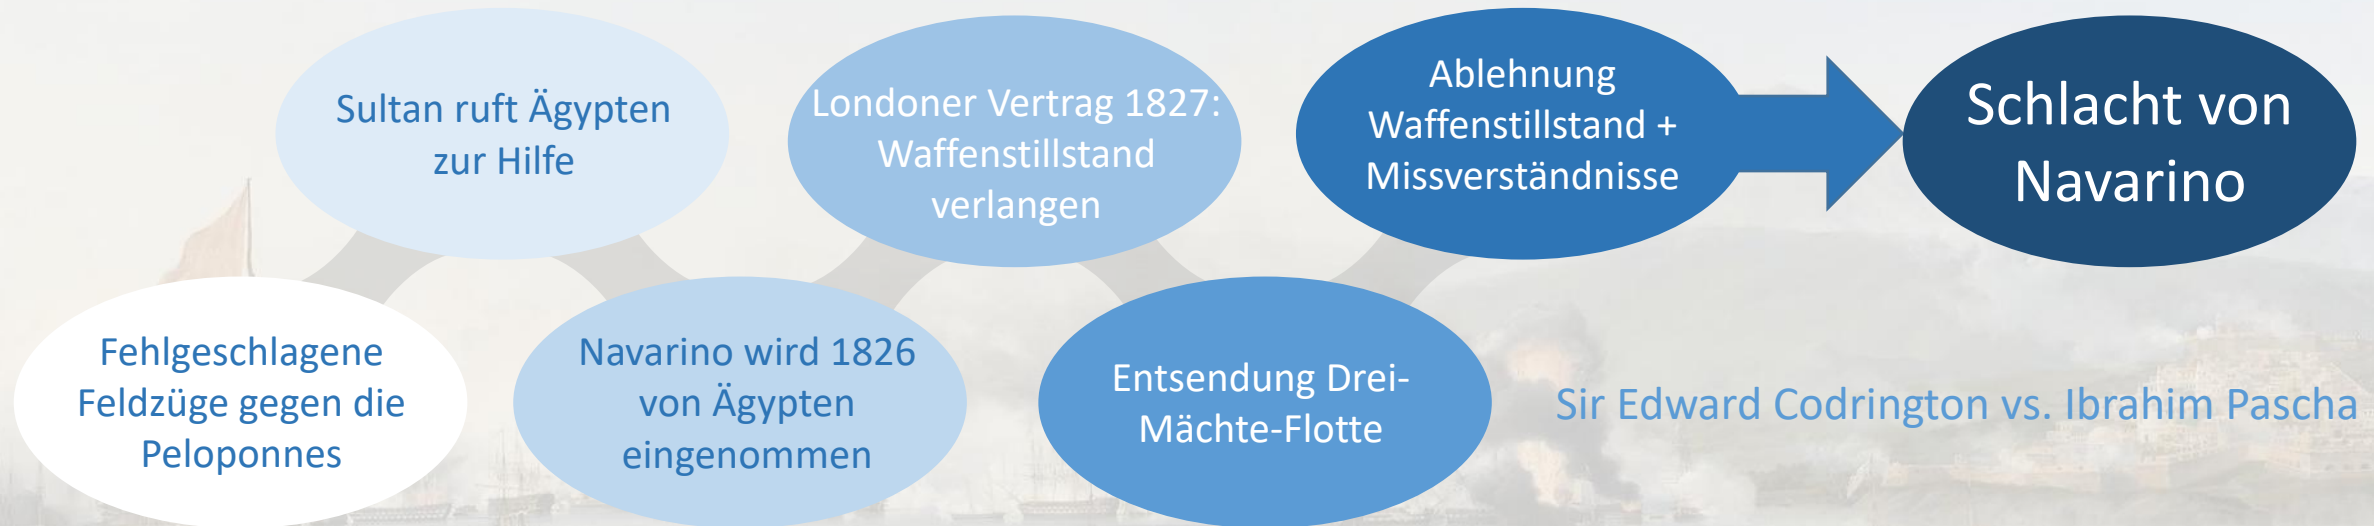 Fehlgeschlagene
Feldzüge gegen die
Peloponnes
Sultan ruft Ägypten
zur Hilfe
Navarino wird 1826
von Ägypten
eingenommen
Londoner Vertrag 1827:
Waffenstillstand
verlangen
Entsendung Drei-
Mächte-Flotte
Ablehnung
Waffenstillstand +
Missverständnisse
Schlacht von
Navarino
Sir Edward Codrington vs. Ibrahim Pascha